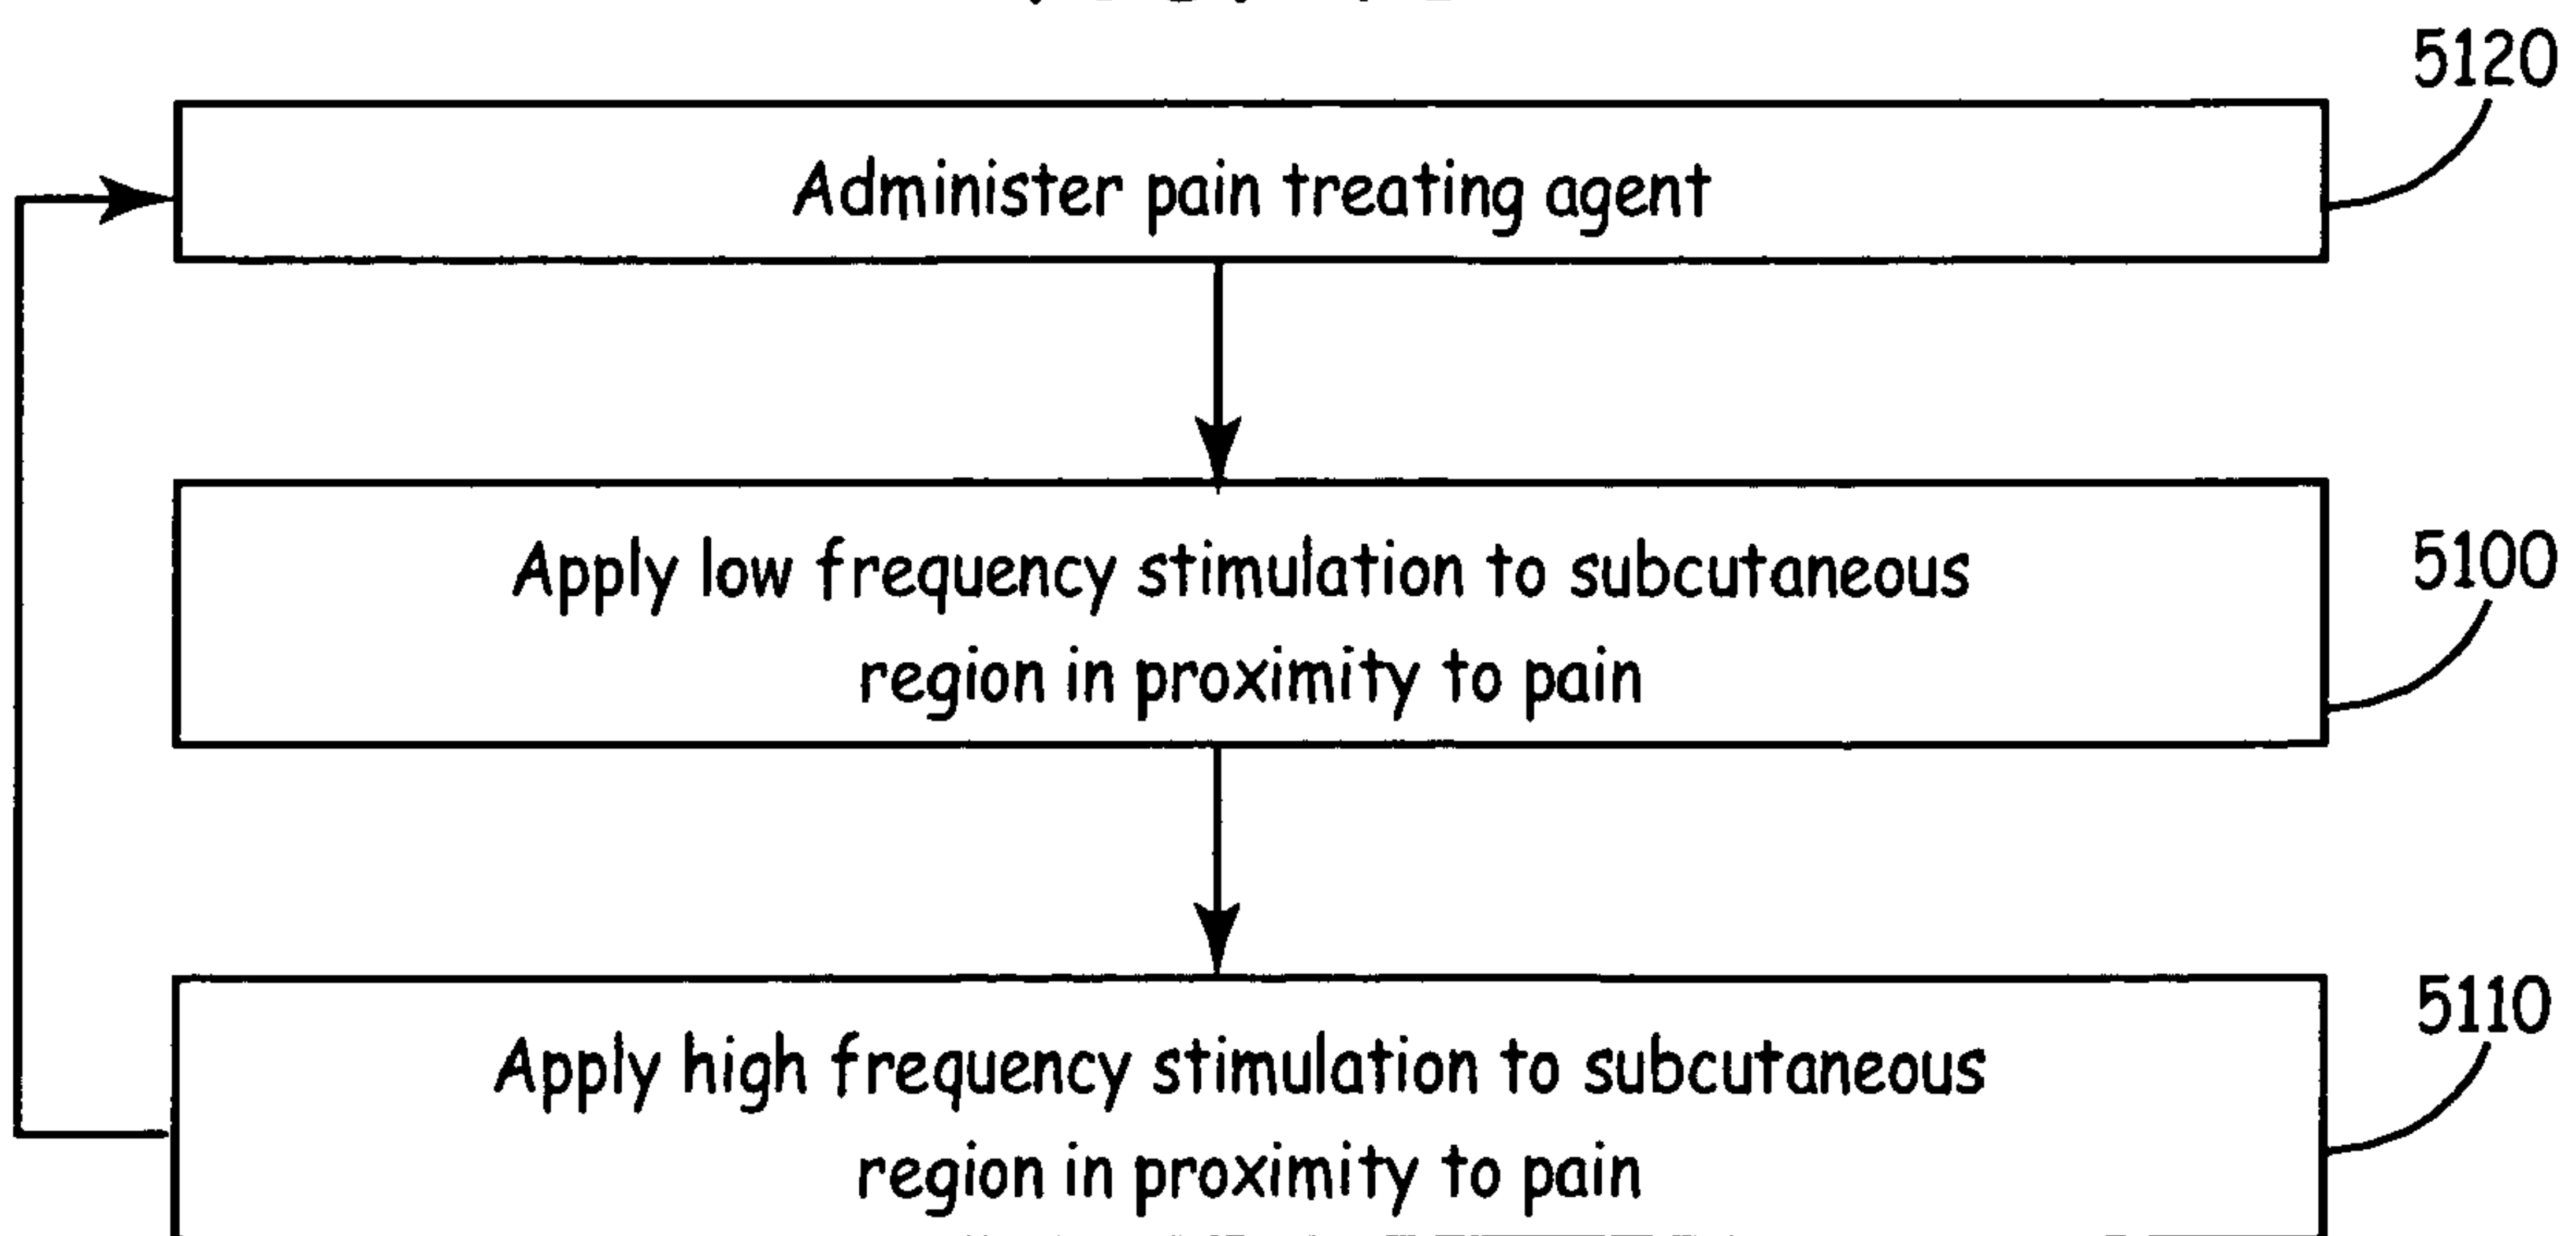 5120
Administer pain treating agent
Apply low frequency stimulation to subcutaneous
region in proximity to pain
5100
Apply high frequency stimulation to subcutaneous
region in proximity to pain
5110